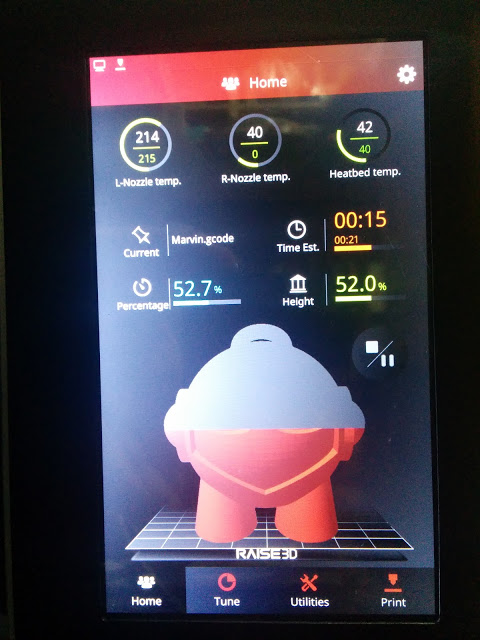 Home
214
215
L-Nozzle temp.
40
0
R-Nozzle temp.
42
40
Heatbed temp.
Current
Marvin.gcode
Time Est.
00:15
00:21
Percentage
52.7 %
Height
52.0 %
RAISE3D
Home
Tune
Utilities
Print